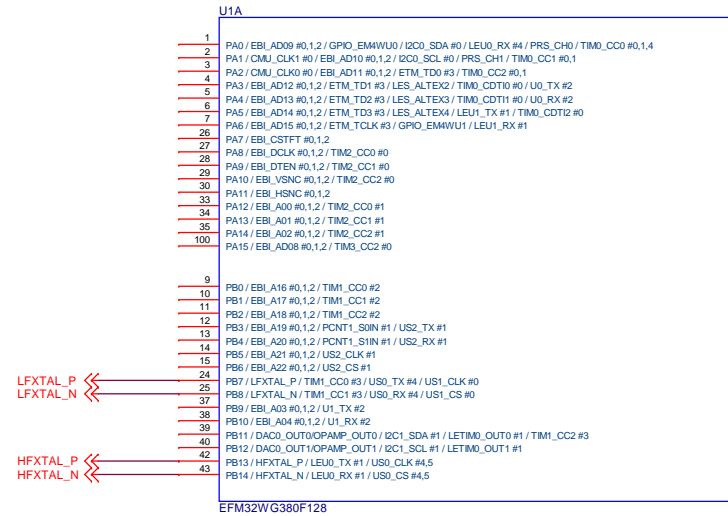 U1A
1 PA0 / EBI_AD09 #0,1,2 / GPIO_EM4WU0 / I2C0_SDA #0 / LEU0_RX #4 / PRS_CH0 / TIM0_CC0 #0,1,4
2 PA1 / CMU_CLK1 #0 / EBI_AD10 #0,1,2 / I2C0_SCL #0 / PRS_CH1 / TIM0_CC1 #0,1
3 PA2 / CMU_CLK0 #0 / EBI_AD11 #0,1,2 / ETM_TD0 #3 / TIM0_CC2 #0,1
4 PA3 / EBI_AD12 #0,1,2 / ETM_TD1 #3 / LES_ALTEX2 / TIM0_CDTI0 #0 / U0_TX #2
5 PA4 / EBI_AD13 #0,1,2 / ETM_TD2 #3 / LES_ALTEX3 / TIM0_CDTI1 #0 / U0_RX #2
6 PA5 / EBI_AD14 #0,1,2 / ETM_TD3 #3 / LES_ALTEX4 / LEU1_TX #1 / TIM0_CDTI2 #0
7 PA6 / EBI_AD15 #0,1,2 / ETM_TCLK #3 / GPIO_EM4WU1 / LEU1_RX #1
26 PA7 / EBI_CSTFT #0,1,2
27 PA8 / EBI_DCLK #0,1,2 / TIM2_CC0 #0
28 PA9 / EBI_DTEN #0,1,2 / TIM2_CC1 #0
29 PA10 / EBI_VSNC #0,1,2 / TIM2_CC2 #0
30 PA11 / EBI_HSNC #0,1,2
33 PA12 / EBI_A00 #0,1,2 / TIM2_CC0 #1
34 PA13 / EBI_A01 #0,1,2 / TIM2_CC1 #1
35 PA14 / EBI_A02 #0,1,2 / TIM2_CC2 #1
100 PA15 / EBI_AD08 #0,1,2 / TIM3_CC2 #0
9 PB0 / EBI_A16 #0,1,2 / TIM1_CC0 #2
10 PB1 / EBI_A17 #0,1,2 / TIM1_CC1 #2
11 PB2 / EBI_A18 #0,1,2 / TIM1_CC2 #2
12 PB3 / EBI_A19 #0,1,2 / PCNT1_S0IN #1 / US2_TX #1
13 PB4 / EBI_A20 #0,1,2 / PCNT1_S1IN #1 / US2_RX #1
14 PB5 / EBI_A21 #0,1,2 / US2_CLK #1
15 PB6 / EBI_A22 #0,1,2 / US2_CS #1
LFXTAL_P 24 PB7 / LFXTAL_P / TIM1_CC0 #3 / US0_TX #4 / US1_CLK #0
LFXTAL_N 25 PB8 / LFXTAL_N / TIM1_CC1 #3 / US0_RX #4 / US1_CS #0
37 PB9 / EBI_A03 #0,1,2 / U1_TX #2
38 PB10 / EBI_A04 #0,1,2 / U1_RX #2
39 PB11 / DAC0_OUT0/OPAMP_OUT0 / I2C1_SDA #1 / LETIM0_OUT0 #1 / TIM1_CC2 #3
40 PB12 / DAC0_OUT1/OPAMP_OUT1 / I2C1_SCL #1 / LETIM0_OUT1 #1
HFXTAL_P 42 PB13 / HFXTAL_P / LEU0_TX #1 / US0_CLK #4,5
HFXTAL_N 43 PB14 / HFXTAL_N / LEU0_RX #1 / US0_CS #4,5
EFM32WG380F128